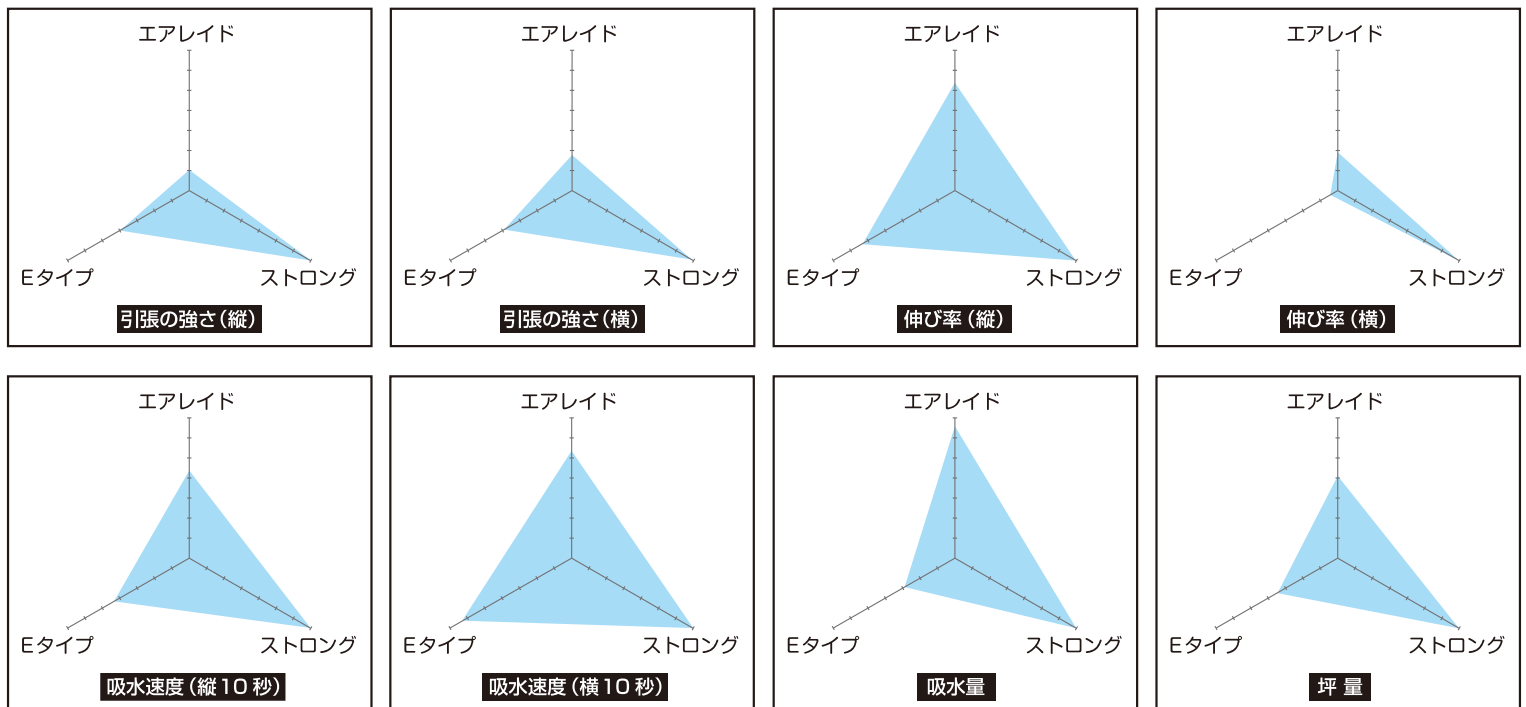 エアレイド
Eタイプ
ストロング
引張の強さ(縦)
エアレイド
Eタイプ
ストロング
引張の強さ(横)
エアレイド
Eタイプ
ストロング
伸び率(縦)
エアレイド
Eタイプ
ストロング
伸び率(横)
エアレイド
Eタイプ
ストロング
吸水速度(縦10秒)
エアレイド
Eタイプ
ストロング
吸水速度(横10秒)
エアレイド
Eタイプ
ストロング
吸水量
エアレイド
Eタイプ
ストロング
坪 量